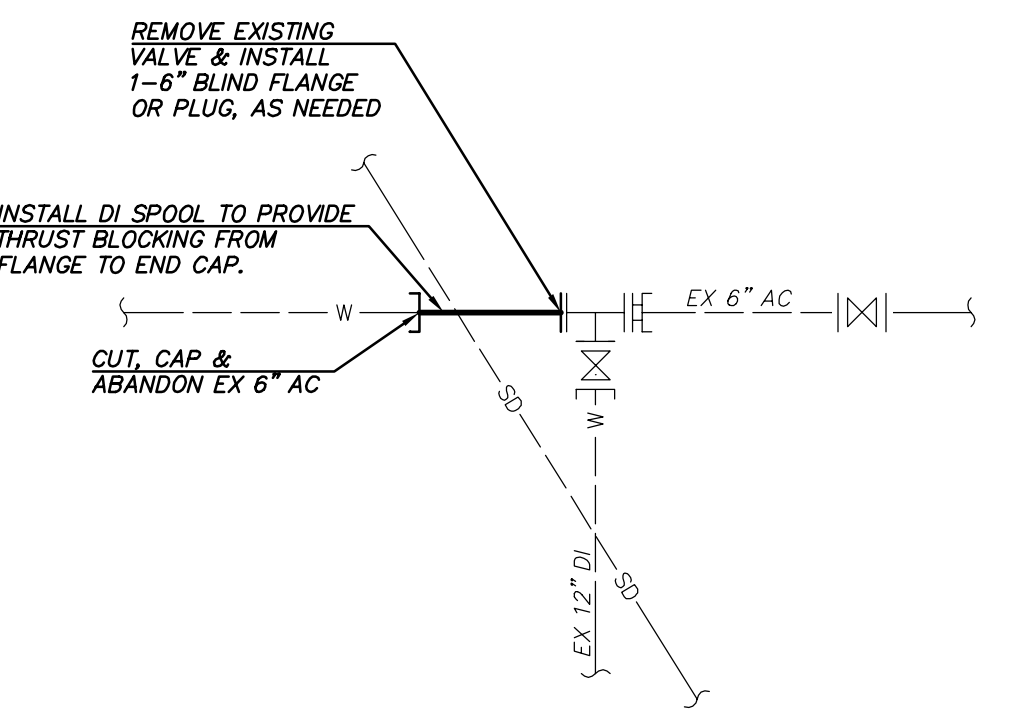 REMOVE EXISTING
VALVE & INSTALL
1-6" BLIND FLANGE
OR PLUG, AS NEEDED
INSTALL DI SPOOL TO PROVIDE
THRUST BLOCKING FROM
FLANGE TO END CAP.
EX 6" AC
W
CUT, CAP &
ABANDON EX 6" AC
SD
W
EX 12" DI
SD